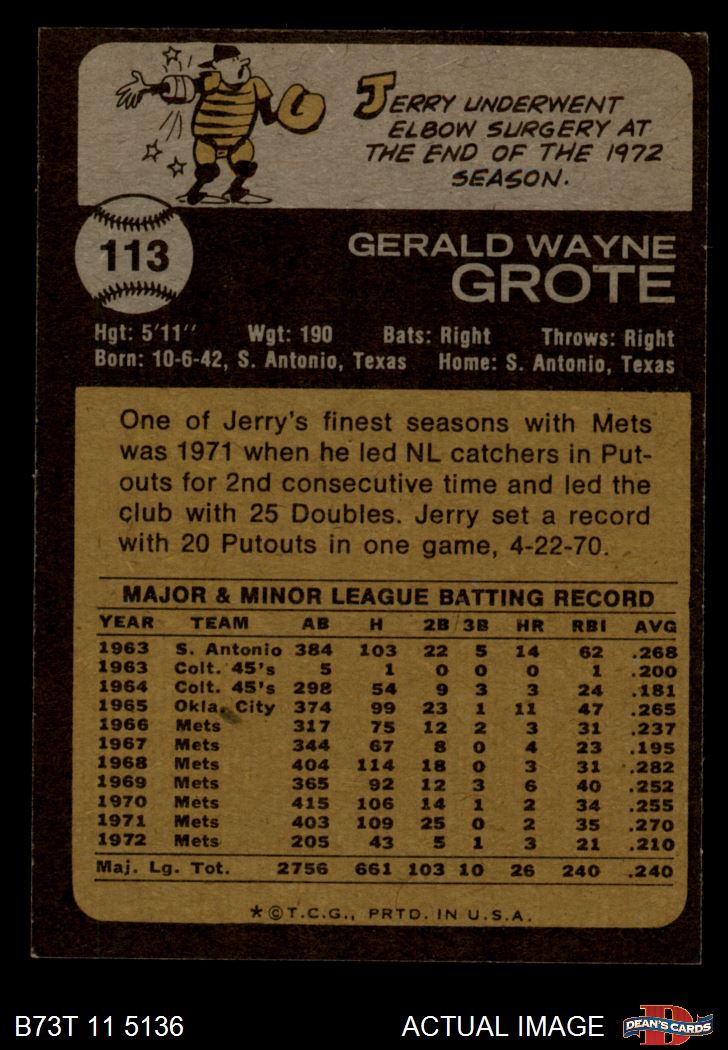 JERRY UNDERWENT
ELBOW SURGERY AT
THE END OF THE 1972
SEASON.
113
GERALD WAYNE
GROTE
Hgt: 5'11" Wgt: 190 Bats: Right Throws: Right
Born: 10-6-42, S. Antonio, Texas Home: S. Antonio, Texas
One of Jerry's finest seasons with Mets
was 1971 when he led NL catchers in Put-
outs for 2nd consecutive time and led the
club with 25 Doubles. Jerry set a record
with 20 Putouts in one game, 4-22-70.
MAJOR & MINOR LEAGUE BATTING RECORD
YEAR TEAM AB H 2B 3B HR RBI AVG
1963 S. Antonio 384 103 22 5 14 62 .268
1963 Colt. 45's 5 1 0 0 0 1 .200
1964 Colt. 45's 298 54 9 3 3 24 .181
1965 Okla. City 374 99 23 1 11 47 .265
1966 Mets 317 75 12 2 3 31 .237
1967 Mets 344 67 8 0 4 23 .195
1968 Mets 404 114 18 0 3 31 .282
1969 Mets 365 92 12 3 6 40 .252
1970 Mets 415 106 14 1 2 34 .255
1971 Mets 403 109 25 0 2 35 .270
1972 Mets 205 43 5 1 3 21 .210
Maj. Lg. Tot. 2756 661 103 10 26 240 .240
*©T.C.G., PRTD. IN U.S.A.
B73T 11 5136 ACTUAL IMAGE
D
DEAN'S CARDS